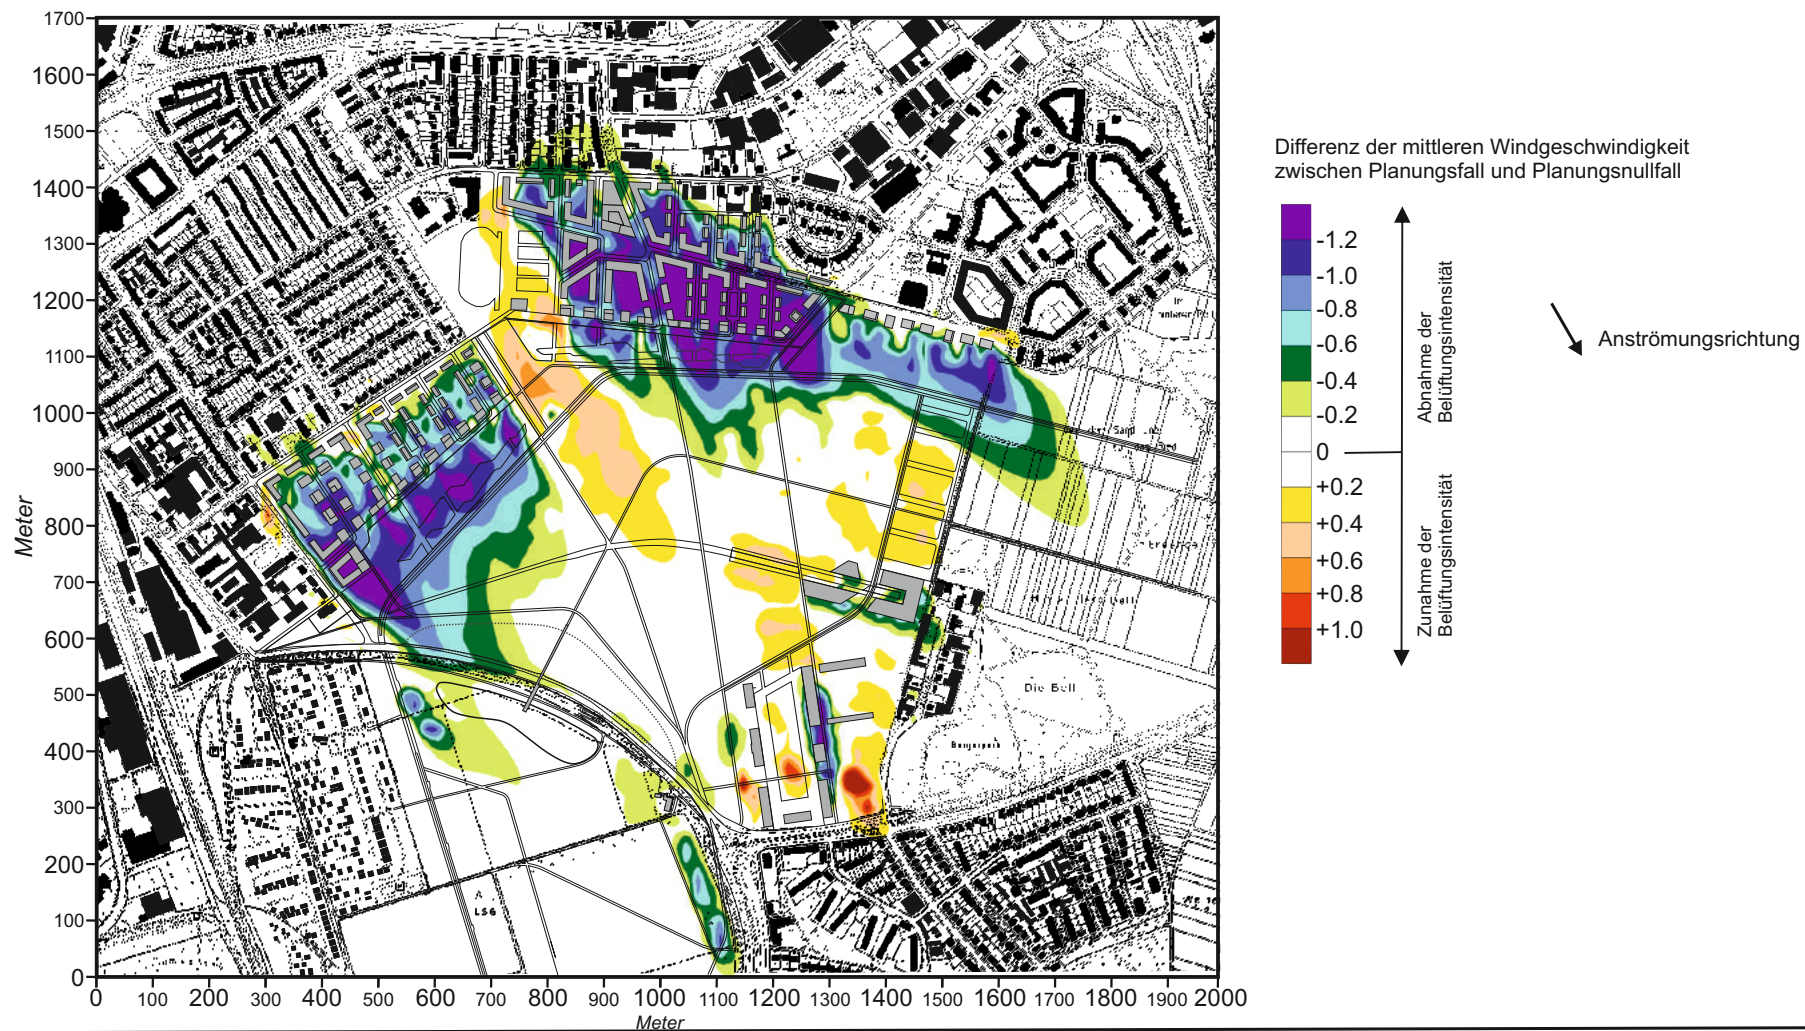 1700
1600
1500
1400
1300
1200
1100
1000
900
800
700
600
500
400
300
200
100
0
Meter
0 100 200 300 400 500 600 700 800 900 1000 1100 1200 1300 1400 1500 1600 1700 1800 1900 2000
Meter
LSG
Differenz der mittleren Windgeschwindigkeit
zwischen Planungsfall und Planungsnullfall
-1.2
-1.0
-0.8
-0.6
-0.4
-0.2
0
+0.2
+0.4
+0.6
+0.8
+1.0
Abnahme der
Belüftungsintensität
Zunahme der
Belüftungsintensität
Anströmungsrichtung